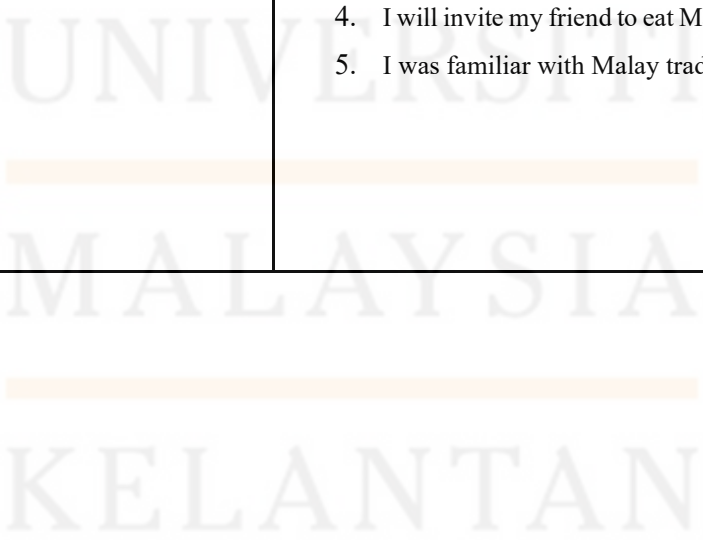 4. I will invite my friend to eat M
5. I was familiar with Malay trad
UNIVERSITI
MALAYSIA
KELANTAN